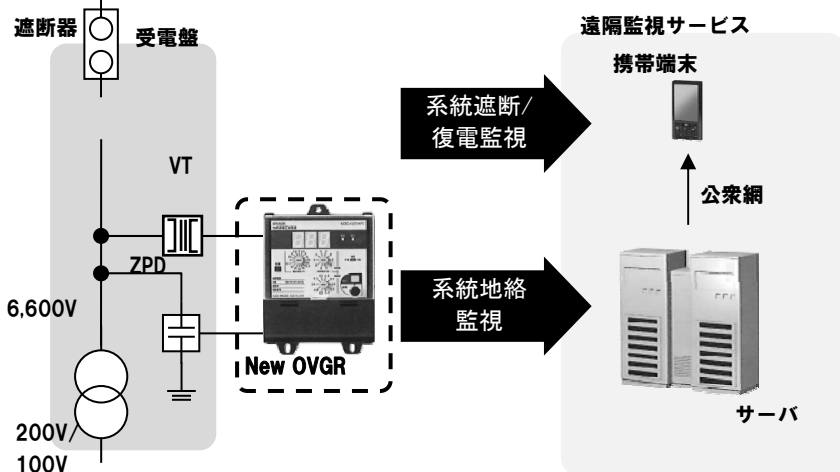 遮断器
受電盤
VT
ZPD
6,600V
200V/
100V
New OVGR
系統遮断/
復電監視
系統地絡
監視
遠隔監視サービス
携帯端末
公衆網
サーバ